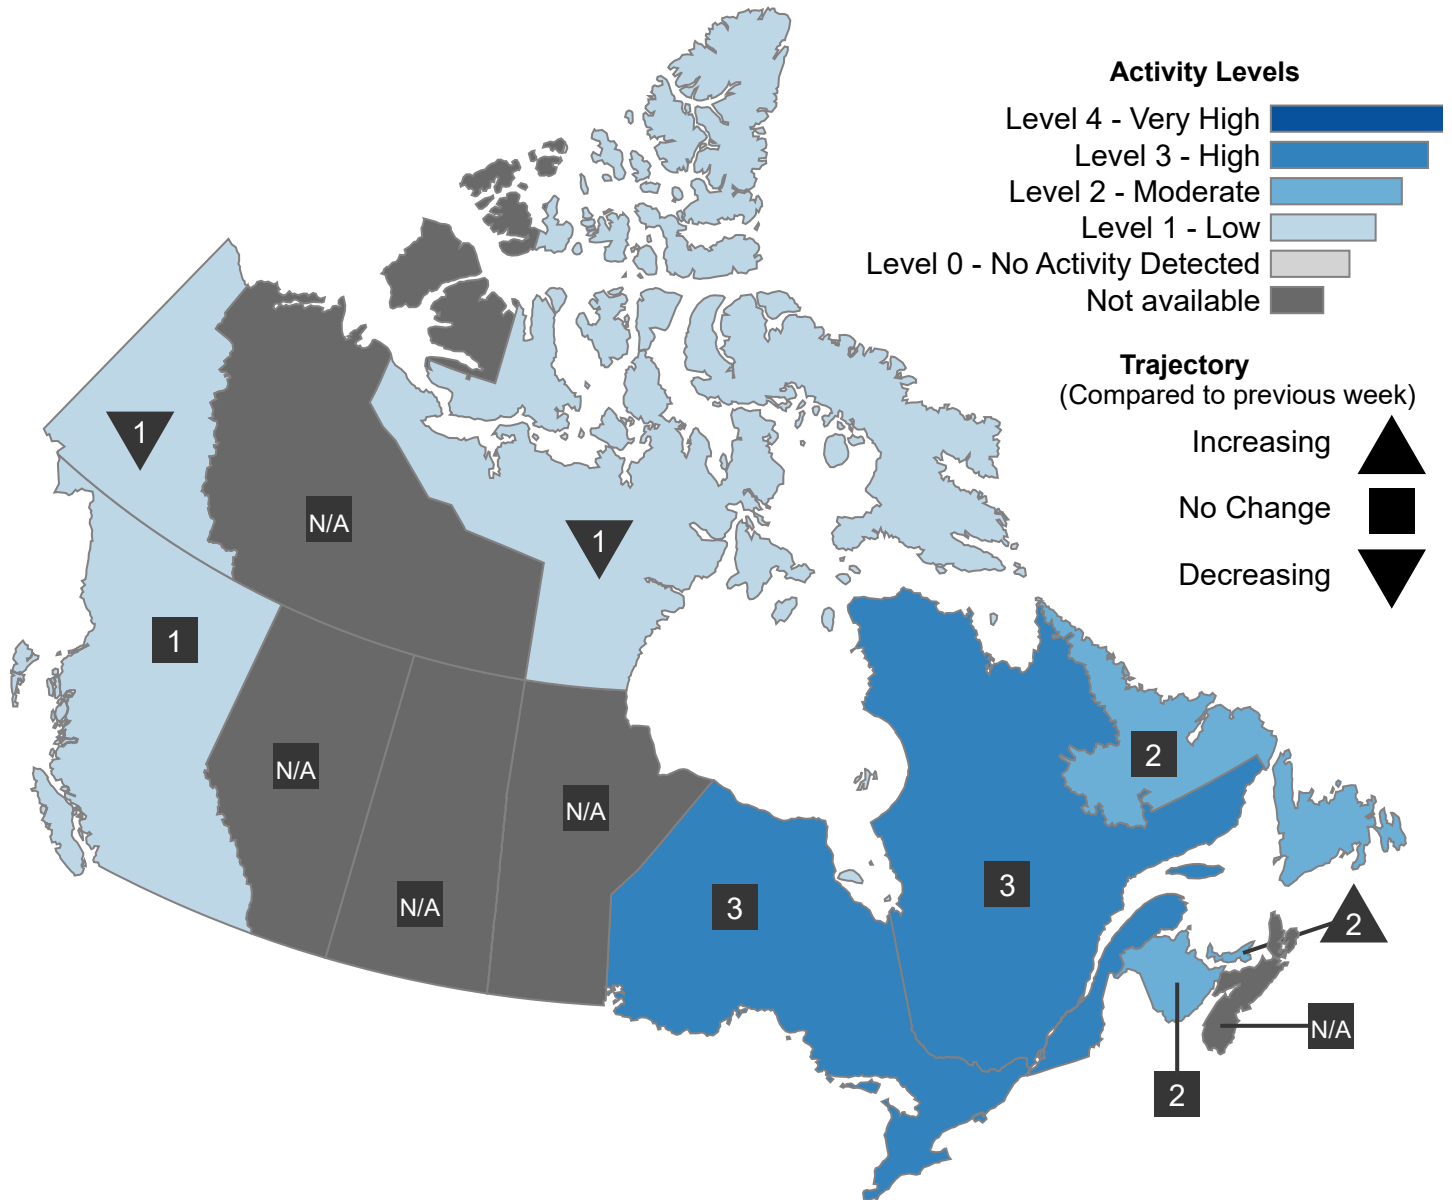 Activity Levels
Level 4 - Very High
Level 3 - High
Level 2 - Moderate
Level 1 - Low
Level 0 - No Activity Detected
Not available
Trajectory
(Compared to previous week)
Increasing
No Change
Decreasing
1
N/A
1
1
N/A
N/A
N/A
2
3
3
2
N/A
2